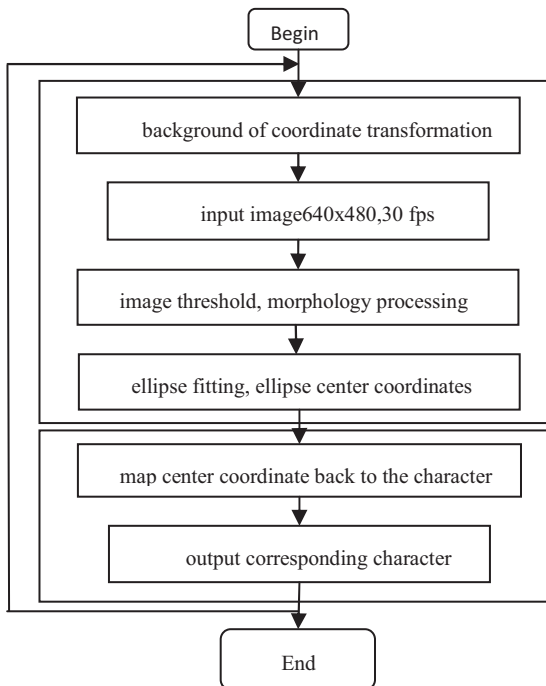 Begin
background of coordinate transformation
input image640x480,30 fps
image threshold, morphology processing
ellipse fitting, ellipse center coordinates
map center coordinate back to the character
output corresponding character
End